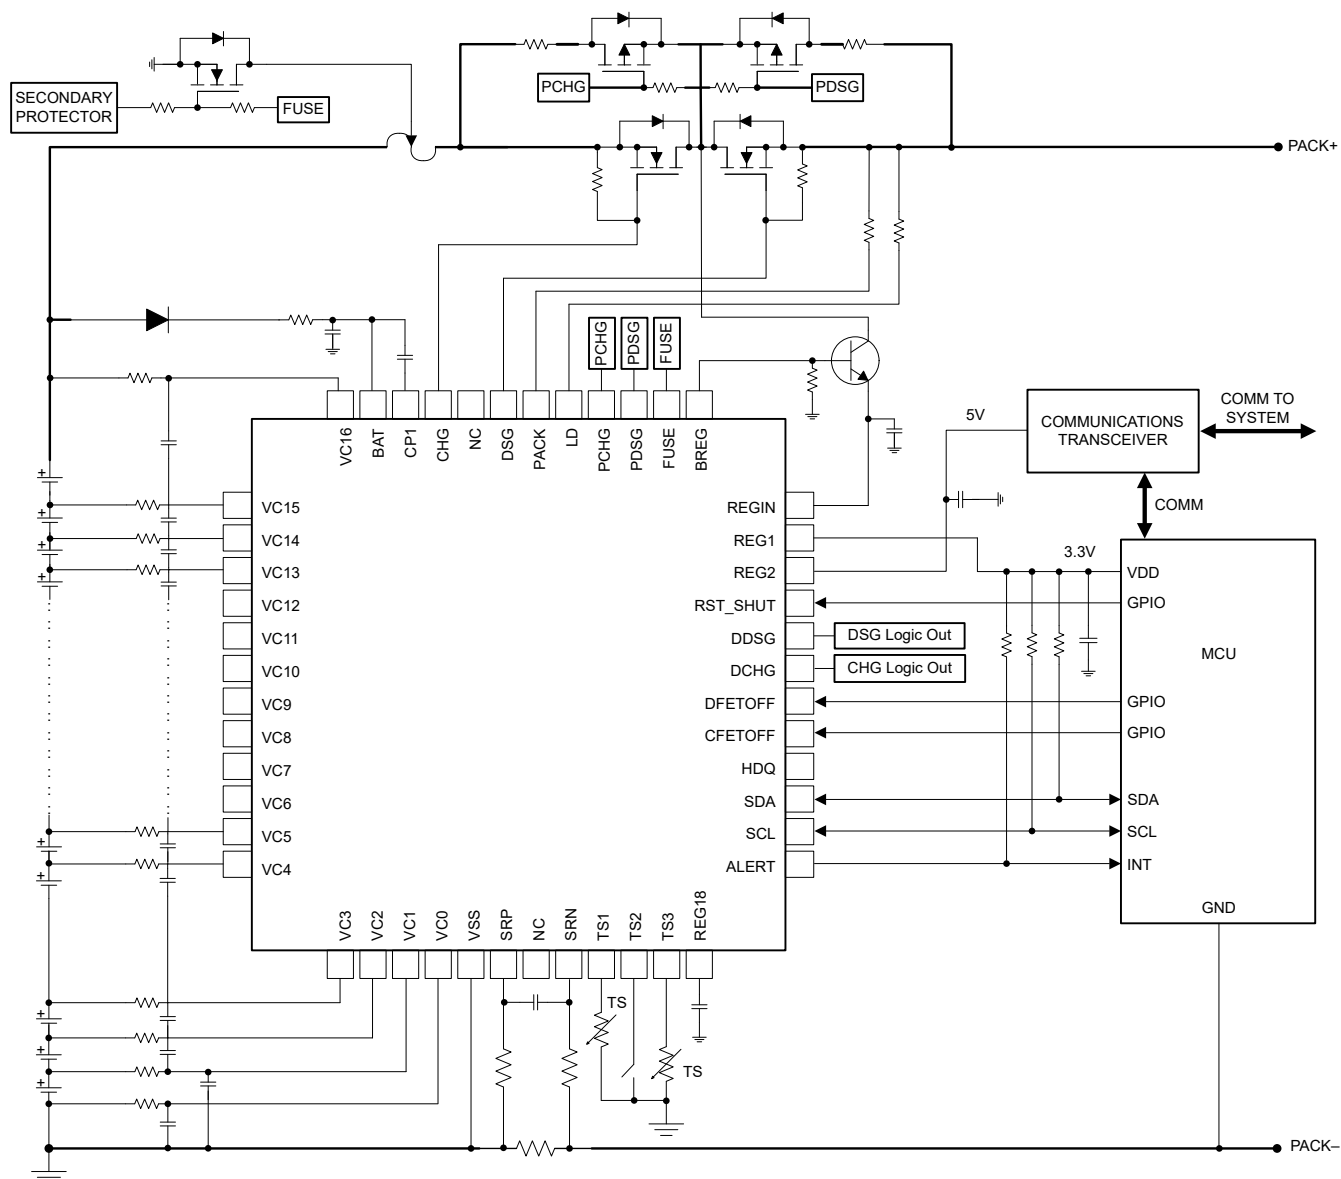 SECONDARY
PROTECTOR
FUSE
PCHG
PDSG
PACK+
PCHG
PDSG
FUSE
5V
COMMUNICATIONS
TRANSCEIVER
COMM TO
SYSTEM
COMM
VC16
BAT
CP1
CHG
NC
DSG
PACK
LD
PCHG
PDSG
FUSE
BREG
VC15
VC14
VC13
VC12
VC11
VC10
VC9
VC8
VC7
VC6
VC5
VC4
REGIN
REG1
REG2
RST_SHUT
DDSG
DCHG
DFETOFF
CFETOFF
HDQ
SDA
SCL
ALERT
DSG Logic Out
CHG Logic Out
3.3V
VDD
GPIO
MCU
GPIO
GPIO
SDA
SCL
INT
GND
VC3
VC2
VC1
VC0
VSS
SRP
NC
SRN
TS1
TS2
TS3
REG18
TS
TS
PACK–
+
+
+
+
+
+
+
+
+